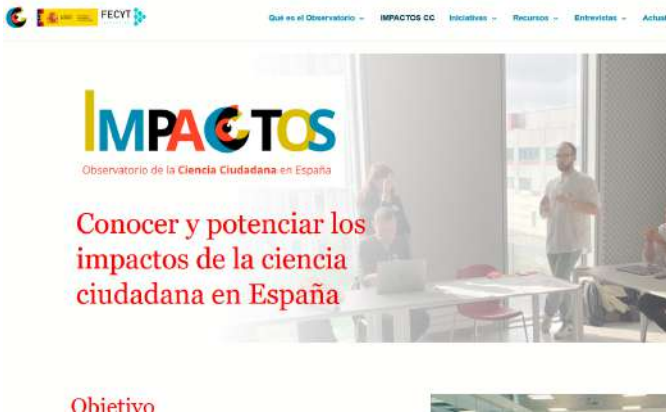 FECYT
Qué es el Observatorio
IMPACTOS CC
Iniciativas
Recursos
Entrevistas
IMPACTOS
Observatorio de la Ciencia Ciudadana en España
Conocer y potenciar los
impactos de la ciencia
ciudadana en España
Objetivo